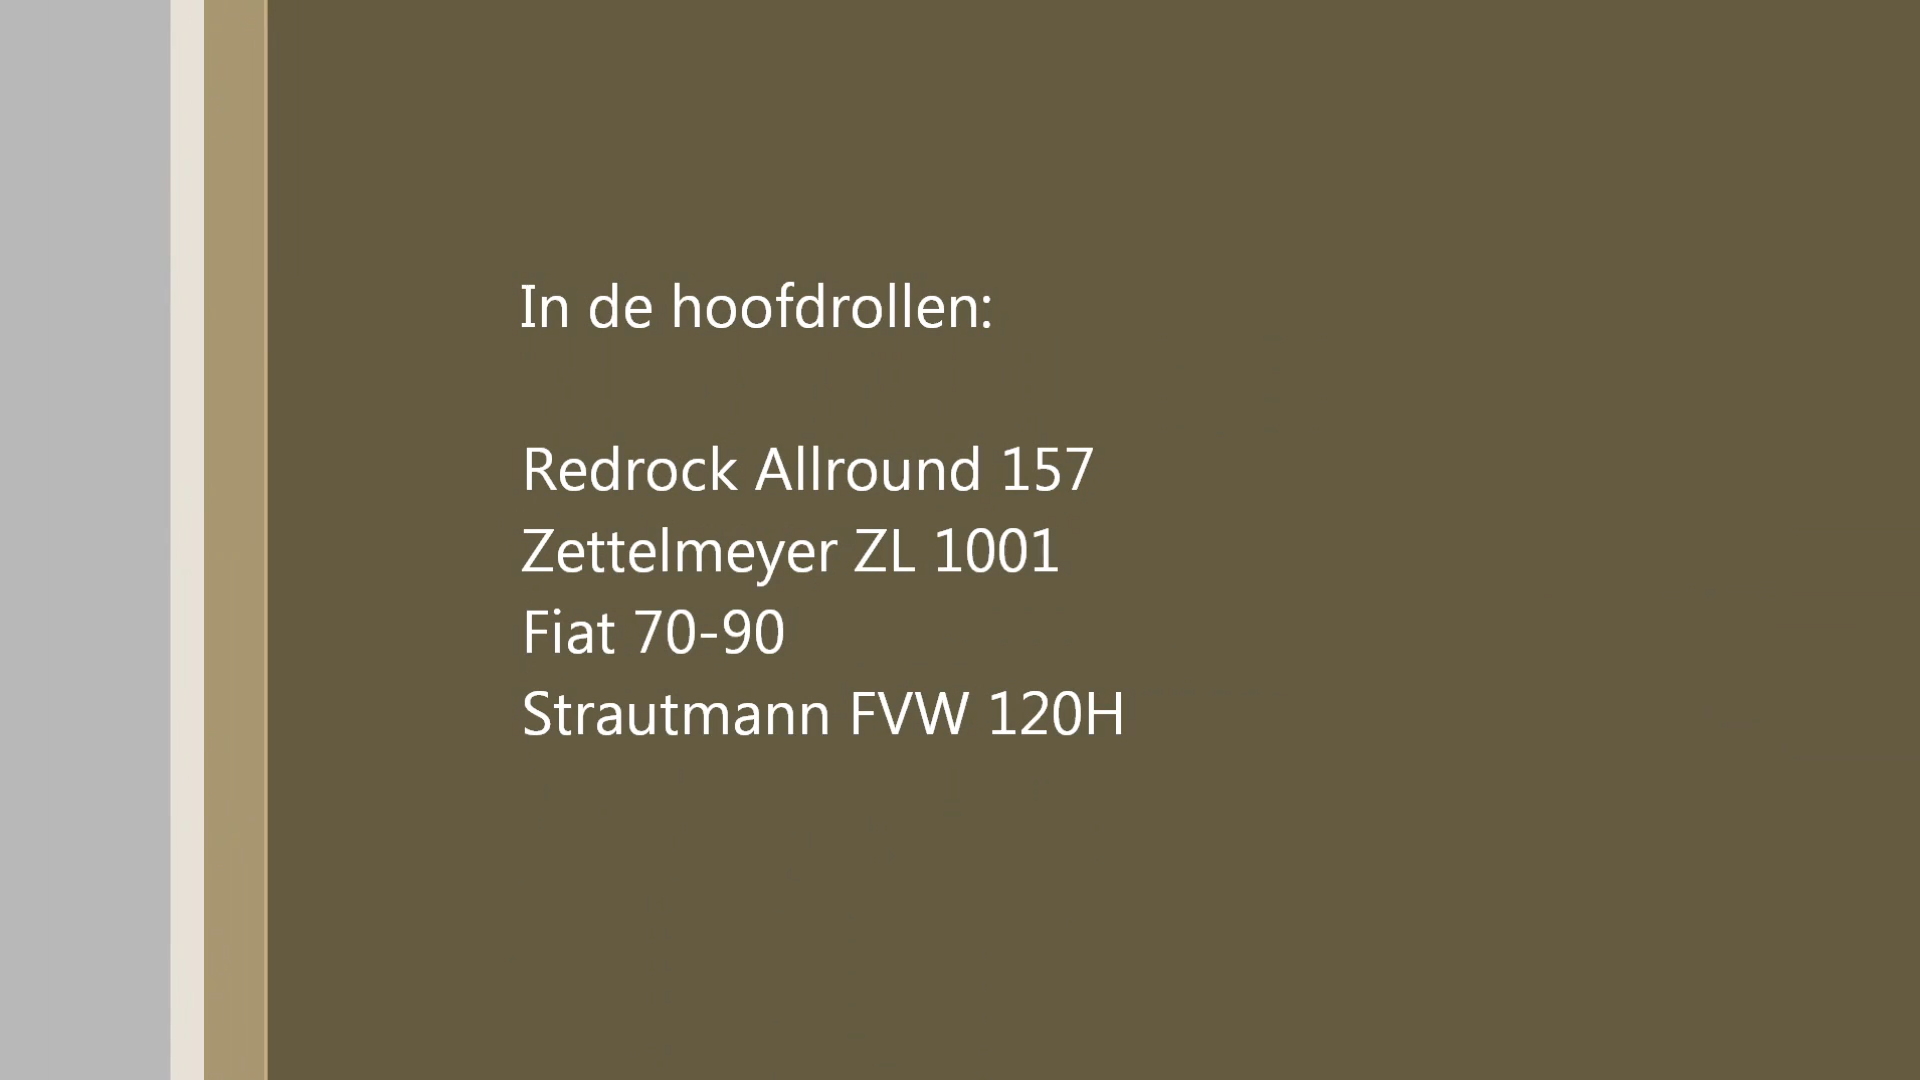 In de hoofdrollen:
Redrock Allround 157
Zettelmeyer ZL 1001
Fiat 70-90
Strautmann FVW 120H